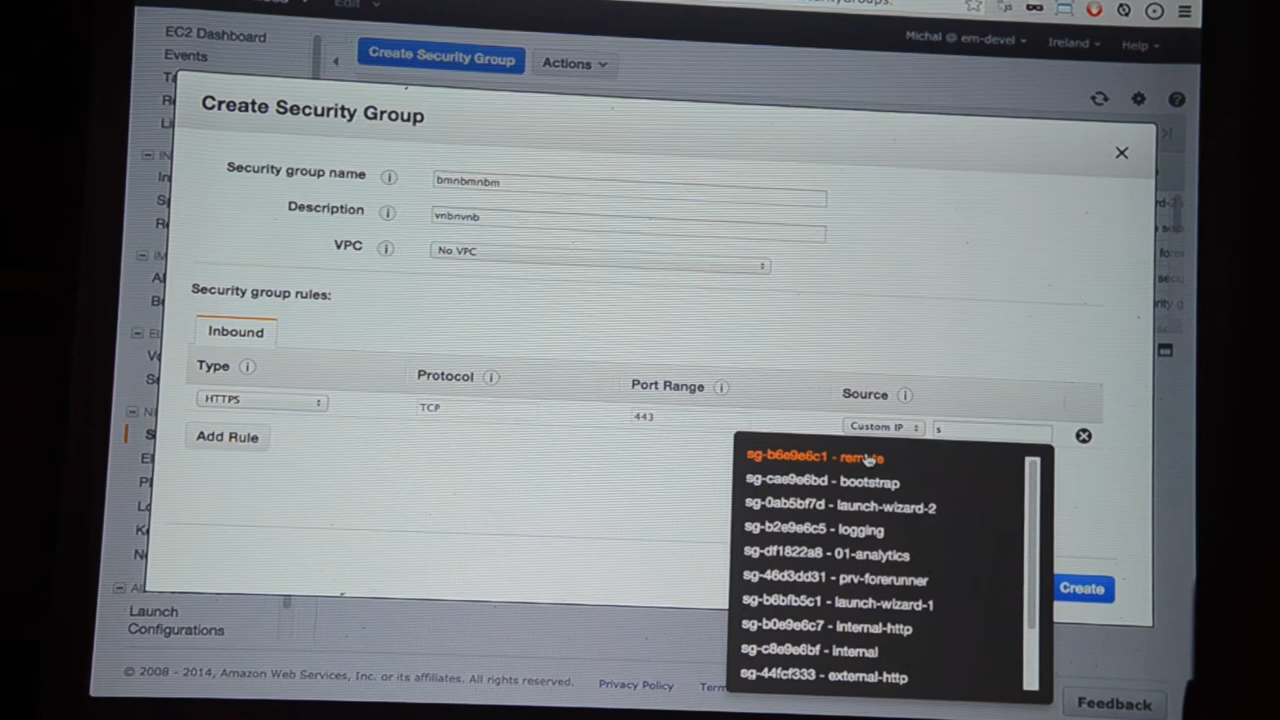 Edit
Michal @ em-devel
Ireland
Help
EC2 Dashboard
Events
Create Security Group
Actions
Create Security Group
Security group name
bmnbmnbm
Description
vnbnvnb
VPC
No VPC
Security group rules:
Inbound
Type
Protocol
Port Range
Source
HTTPS
TCP
443
Custom IP
s
Add Rule
sg-b6e9e6c1 -
sg-cae9e6bd - bootstrap
sg-0ab5bf7d - launch-wizard-2
sg-b2e9e6c5 - logging
sg-df1822a8 - 01-analytics
sg-46d3dd31 - prv-forerunner
sg-b6bfb5c1 - launch-wizard-1
sg-b0e9e6c7 - internal-http
sg-c8e9e6bf - internal
sg-44fcf333 - external-http
Create
Launch
Configurations
© 2008 - 2014, Amazon Web Services, Inc. or its affiliates. All rights reserved.
Privacy Policy
Feedback